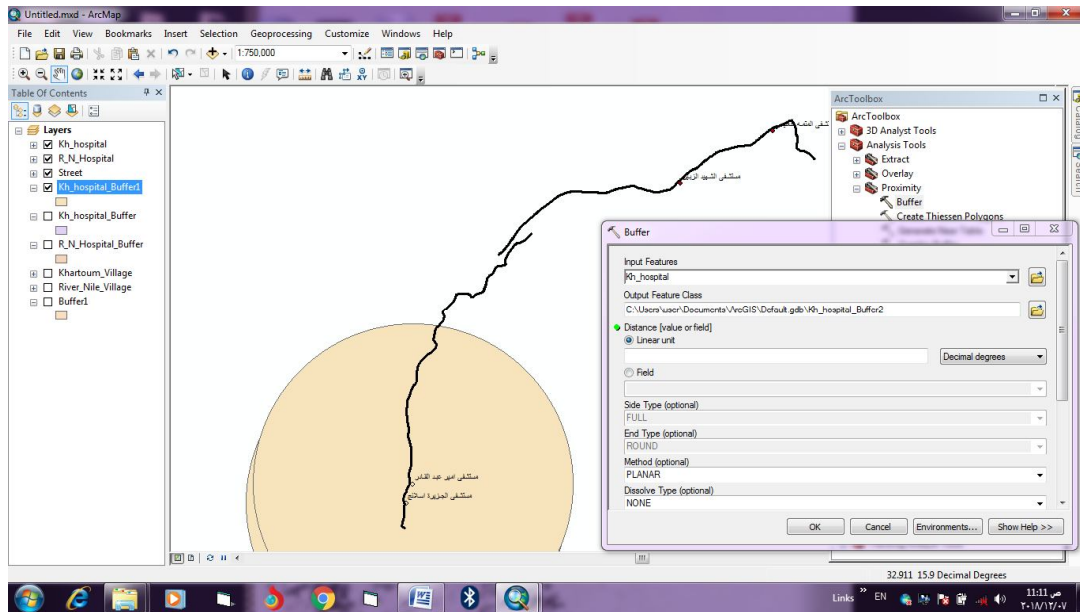 Untitled.mxd - ArcMap
File Edit View Bookmarks Insert Selection Geoprocessing Customize Windows Help
1:750,000
Table Of Contents
Layers
Kh_hospital
R_N_Hospital
Street
Kh_hospital_Buffer1
Kh_hospital_Buffer
R_N_Hospital_Buffer
Khartoum_Village
River_Nile_Village
Buffer1
مستشفى الشهيد الزبير
مستشفى امير عبد القادر
مستشفى الجزيرة اسلانج
ArcToolbox
ArcToolbox
3D Analyst Tools
Analysis Tools
Extract
Overlay
Proximity
Buffer
Create Thiessen Polygons
Catalog
Search
Buffer
Input Features
Kh_hospital
Output Feature Class
C:\Users\user\Documents\ArcGIS\Default.gdb\Kh_hospital_Buffer2
Distance [value or field]
Linear unit
Decimal degrees
Field
Side Type (optional)
FULL
End Type (optional)
ROUND
Method (optional)
PLANAR
Dissolve Type (optional)
NONE
OK Cancel Environments... Show Help >>
32.911 15.9 Decimal Degrees
Links EN 11:11 ص
٢٠١٨/١٢/٠٧